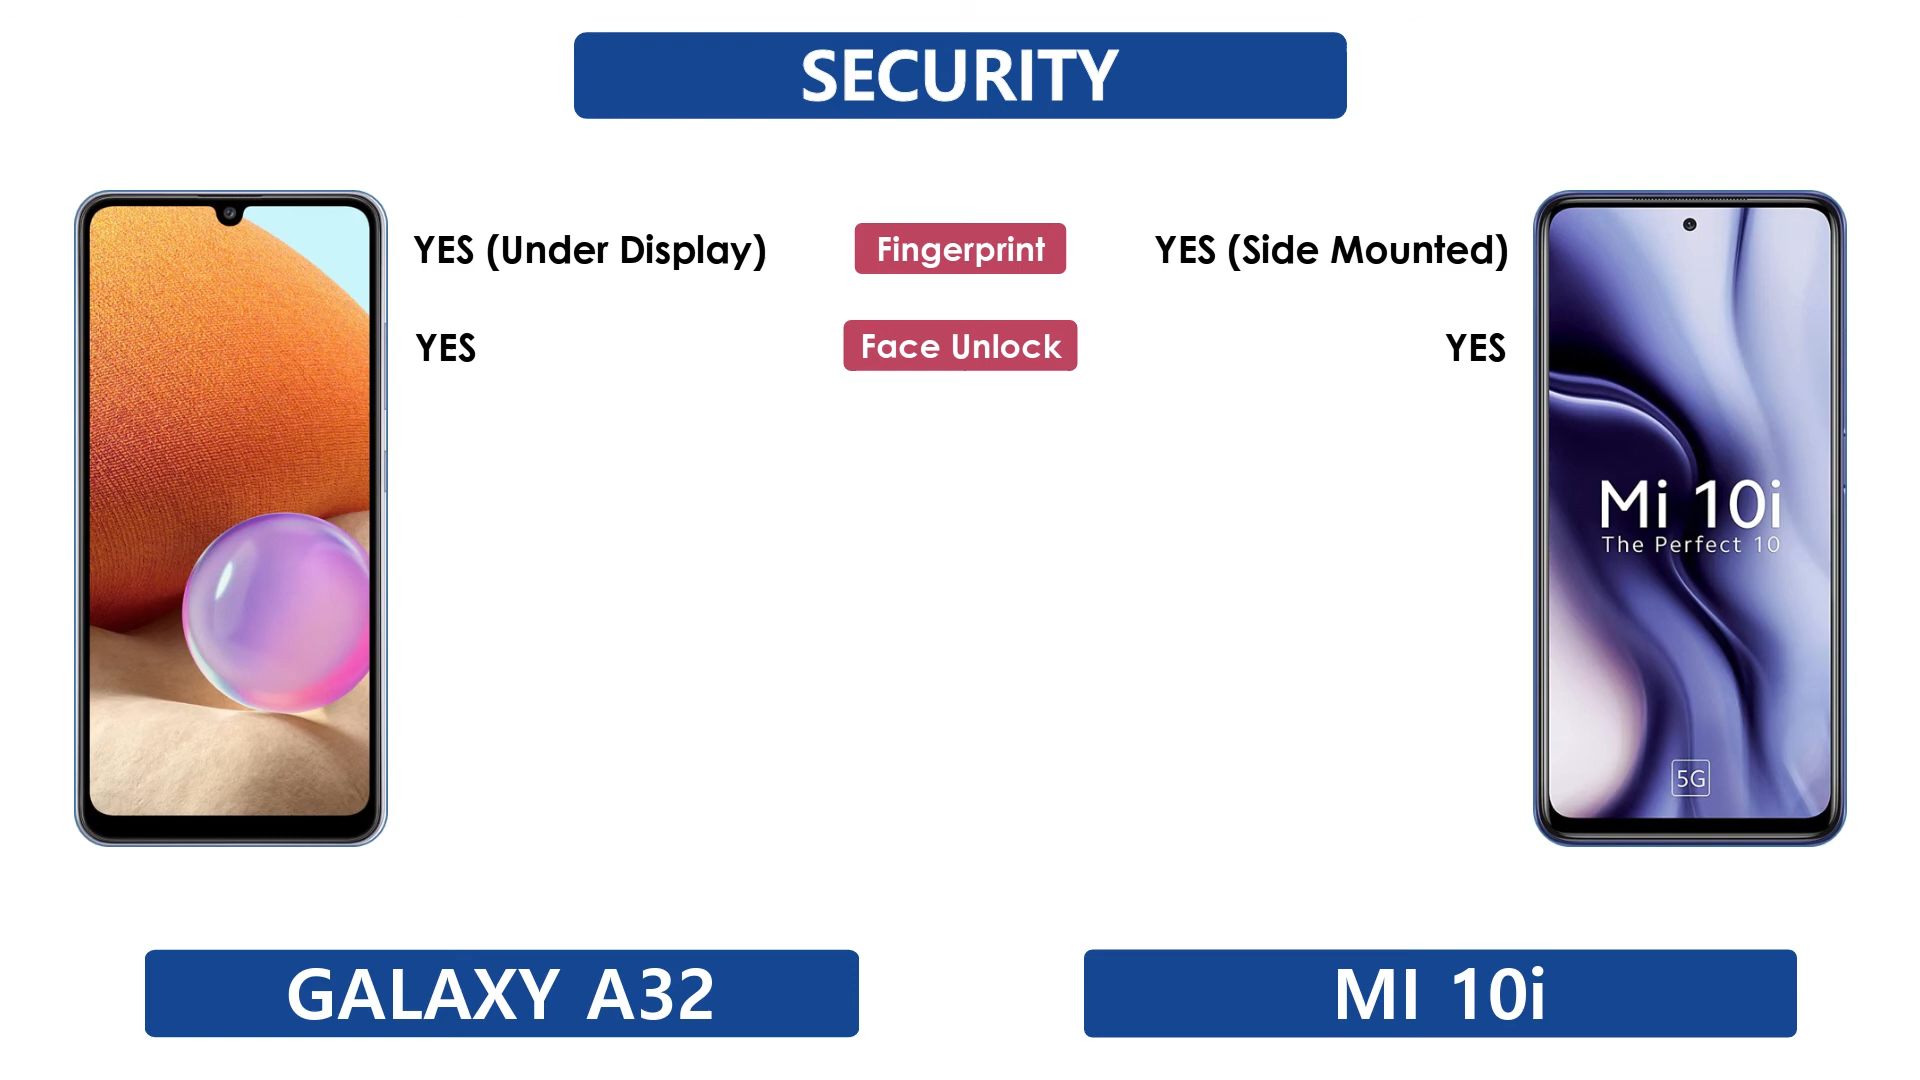 SECURITY
YES (Under Display) Fingerprint YES (Side Mounted)
YES Face Unlock YES
Mi 10i
The Perfect 10
5G
GALAXY A32 MI 10i